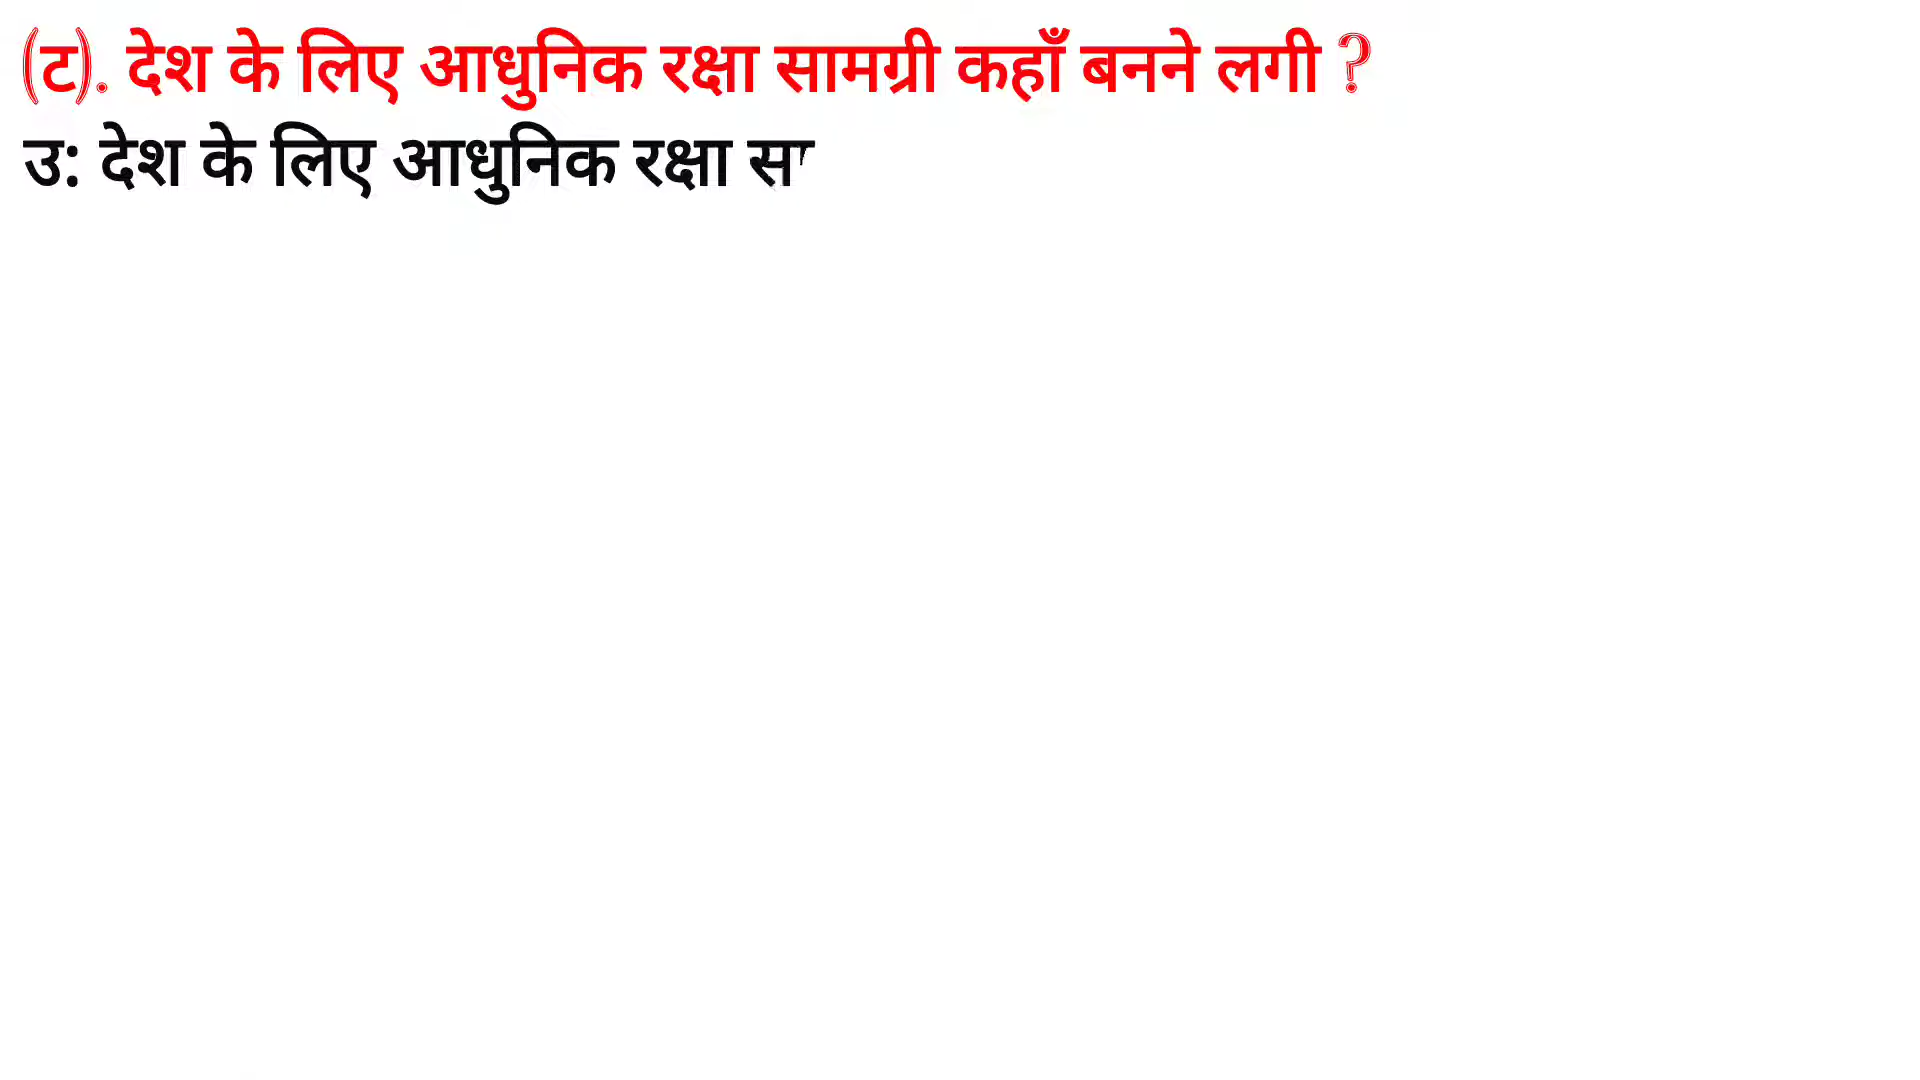 (ट). देश के लिए आधुनिक रक्षा सामग्री कहाँ बनने लगी ?
उ: देश के लिए आधुनिक रक्षा